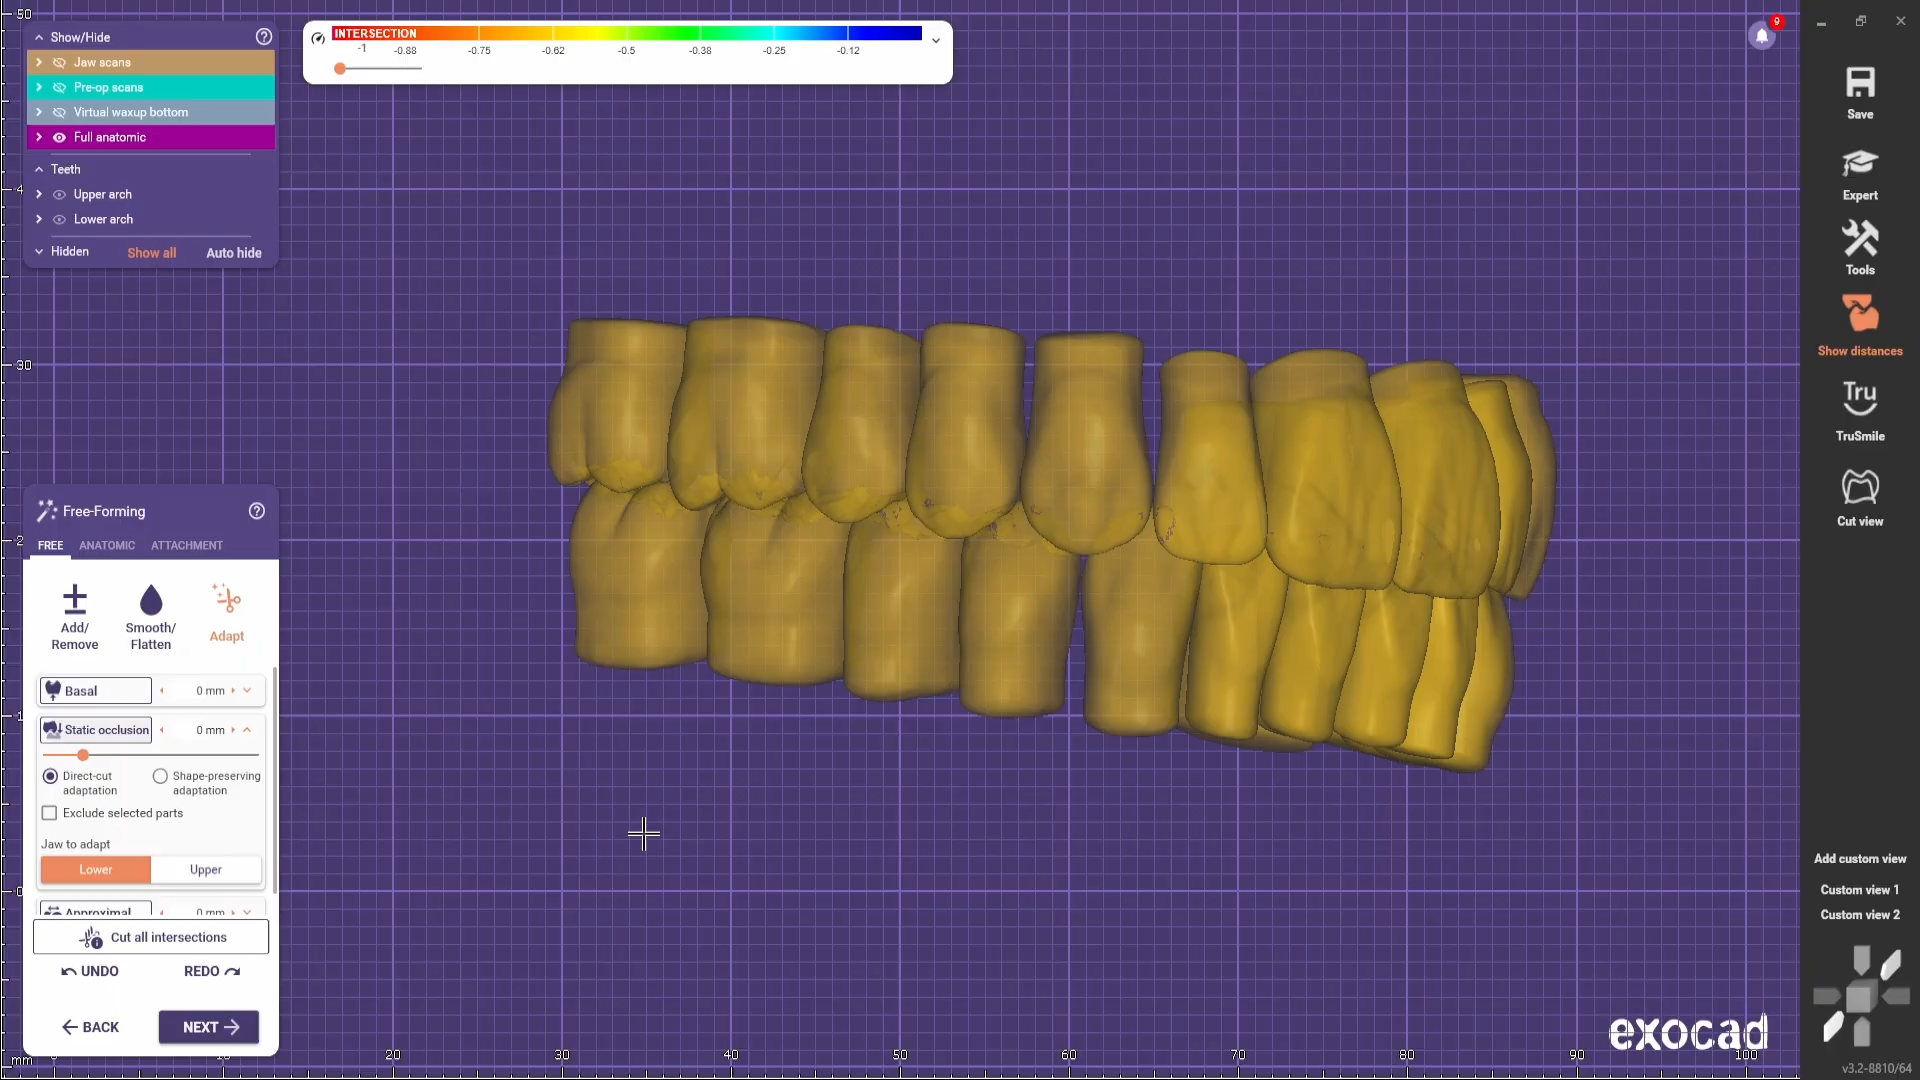 Show/Hide
Jaw scans
Pre-op scans
Virtual waxup bottom
Full anatomic
Teeth
Upper arch
Lower arch
Hidden Show all Auto hide
INTERSECTION
-1 -0.88 -0.75 -0.62 -0.5 -0.38 -0.25 -0.12
9
Save
Expert
Tools
Show distances
Tru
TruSmile
Cut view
Add custom view
Custom view 1
Custom view 2
Free-Forming
FREE ANATOMIC ATTACHMENT
Add/ Smooth/ Adapt
Remove Flatten
Basal 0 mm
Static occlusion 0 mm
Direct-cut Shape-preserving
adaptation adaptation
Exclude selected parts
Jaw to adapt
Lower Upper
Approximal 0 mm
Cut all intersections
UNDO REDO
BACK NEXT
50
30
mm 20 30 40 50 60 70 80 90 100
exocad
v3.2-8810/64